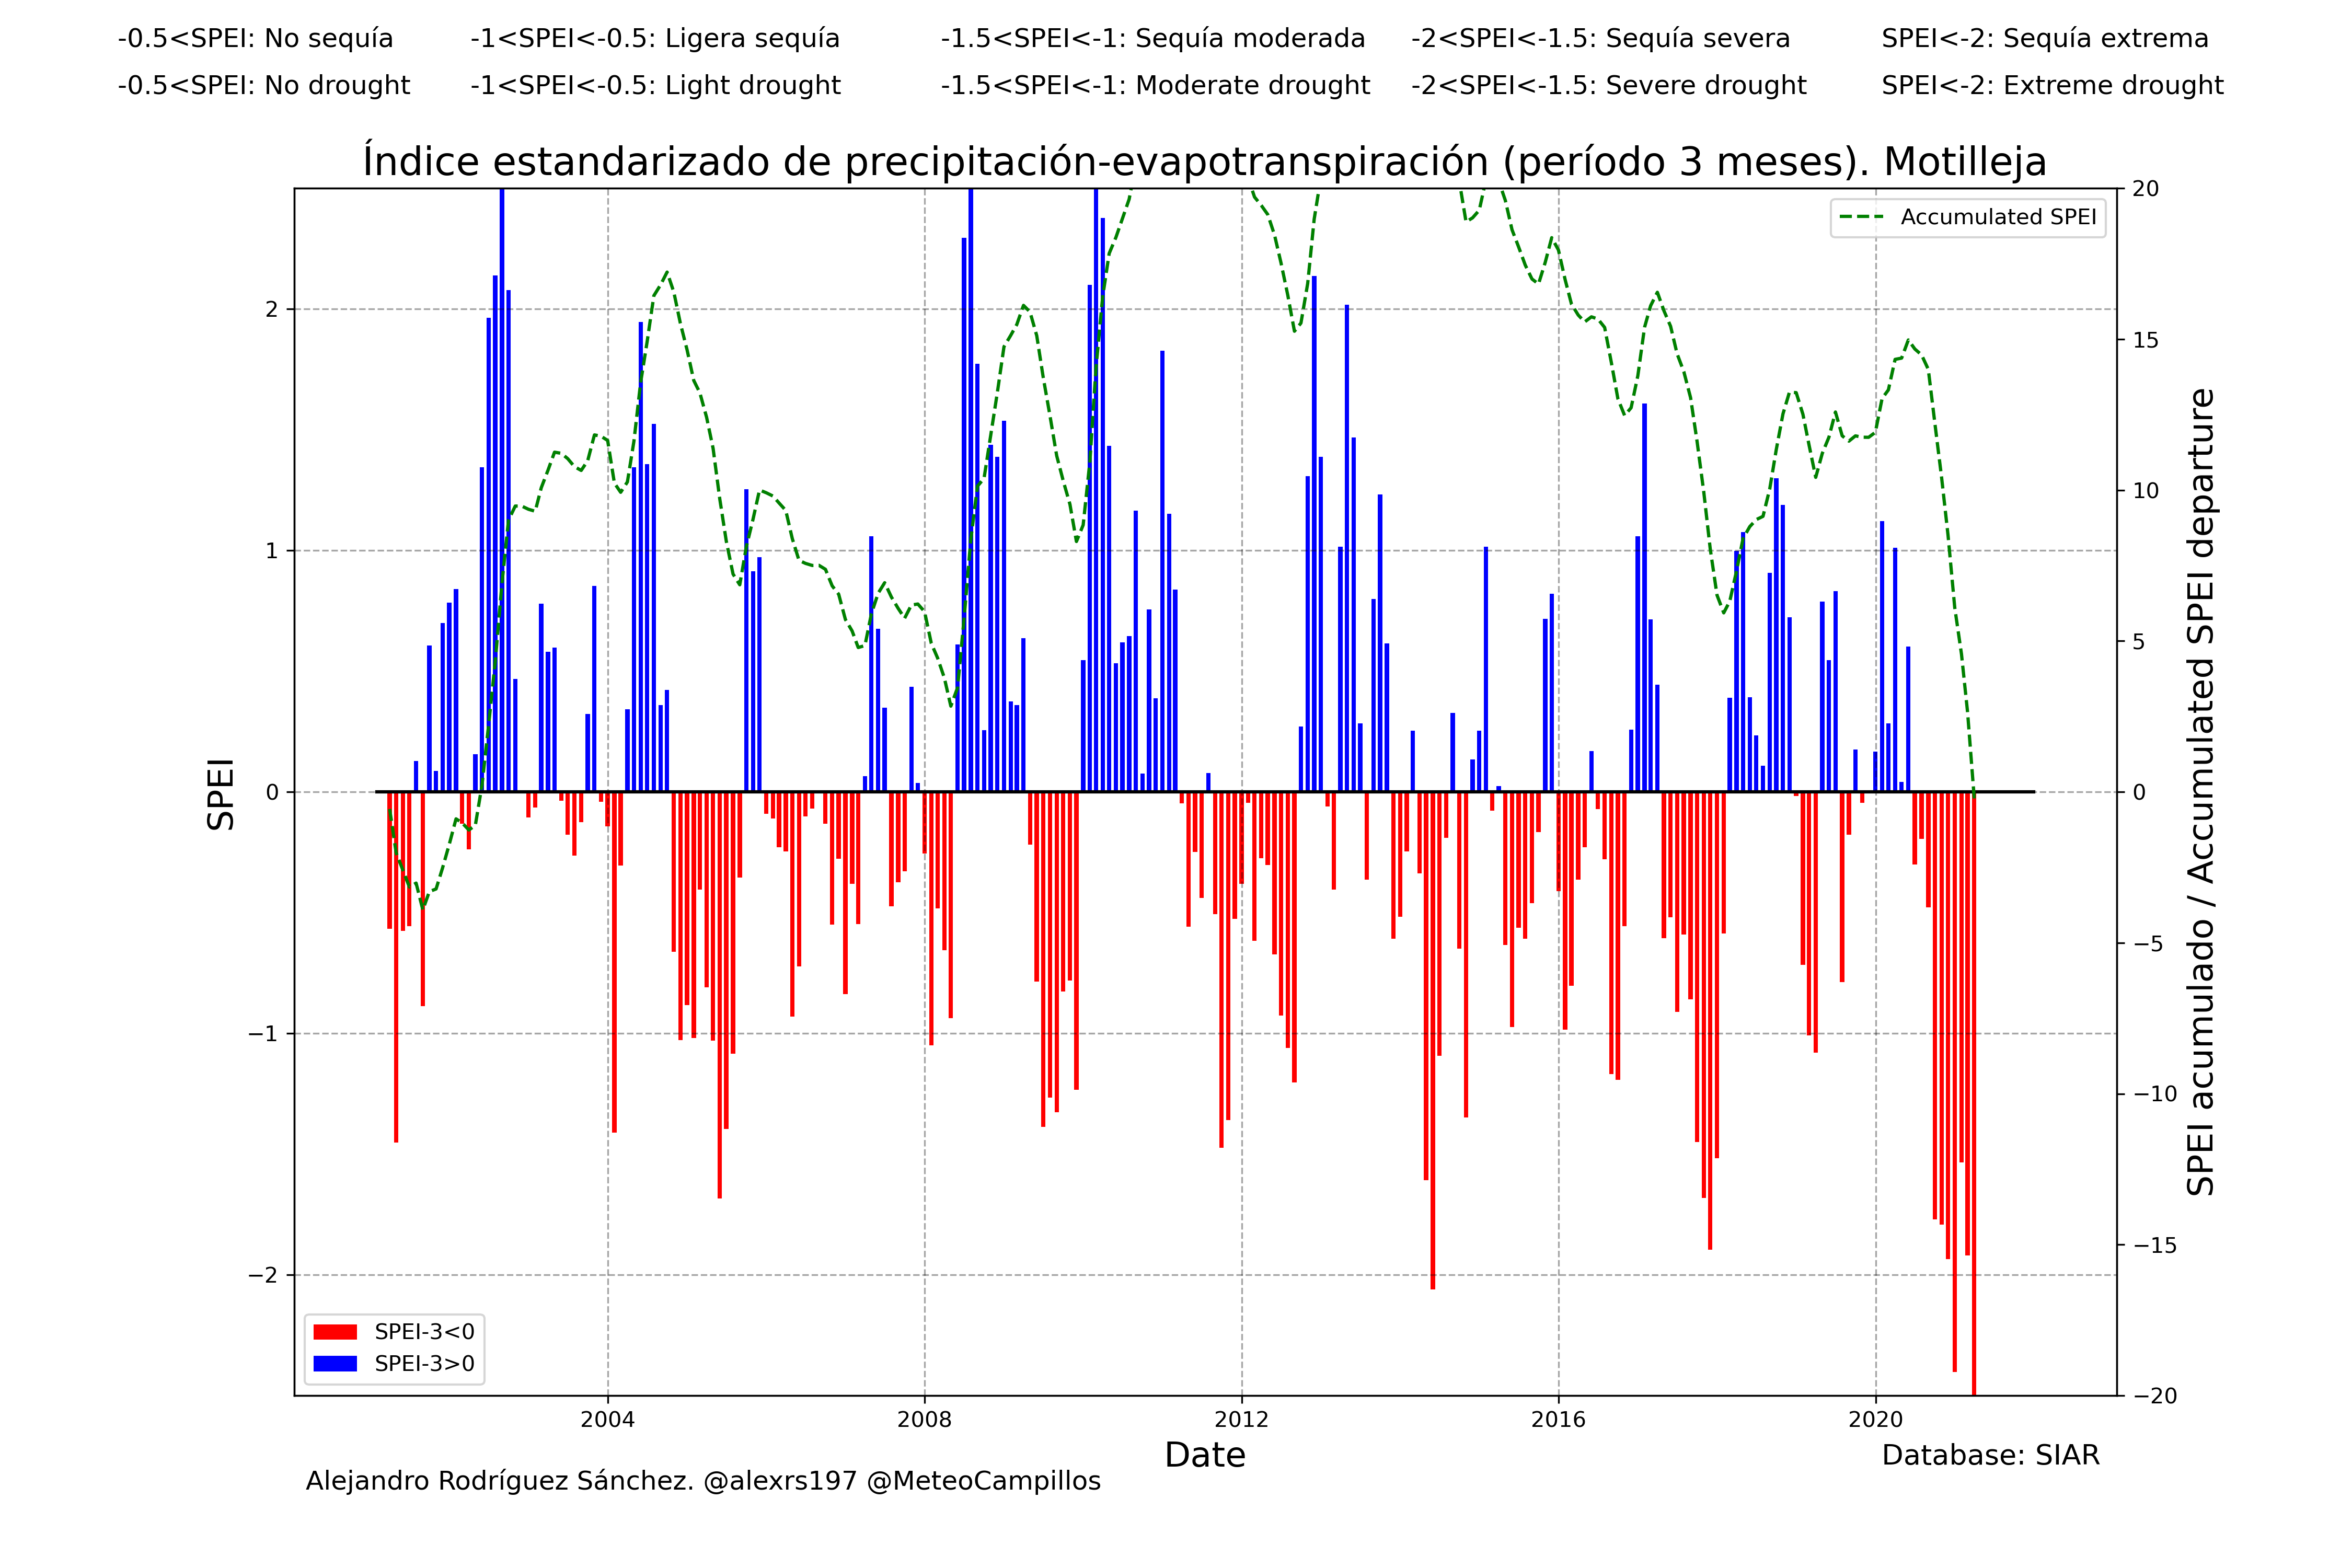 -0.5<SPEI: No sequía -1<SPEI<-0.5: Ligera sequía -1.5<SPEI<-1: Sequía moderada -2<SPEI<-1.5: Sequía severa SPEI<-2: Sequía extrema
-0.5<SPEI: No drought -1<SPEI<-0.5: Light drought -1.5<SPEI<-1: Moderate drought -2<SPEI<-1.5: Severe drought SPEI<-2: Extreme drought
Índice estandarizado de precipitación-evapotranspiración (período 3 meses). Motilleja
Accumulated SPEI
SPEI
2
1
0
−1
−2
20
15
10
5
0
−5
−10
−15
−20
SPEI acumulado / Accumulated SPEI departure
SPEI-3<0
SPEI-3>0
2004 2008 2012 2016 2020
Date
Database: SIAR
Alejandro Rodríguez Sánchez. @alexrs197 @MeteoCampillos